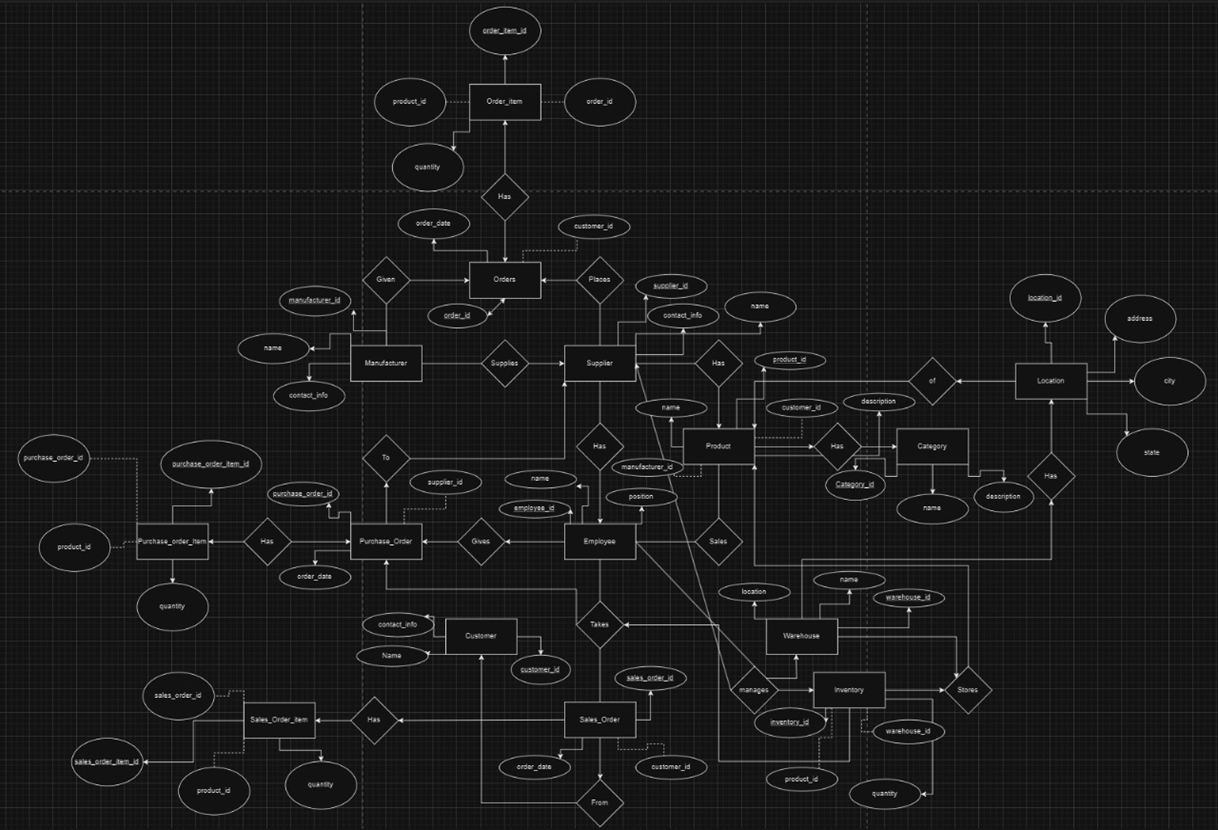 order_item_id
product_id
Order_item
order_id
quantity
Has
order_date
customer_id
Given
Orders
Places
manufacturer_id
order_id
supplier_id
contact_info
name
location_id
address
name
Manufacturer
Supplies
Supplier
Has
product_id
of
Location
city
contact_info
name
customer_id
description
state
purchase_order_id
purchase_order_item_id
To
Has
Product
Has
Category
manufacturer_id
Category_id
name
description
Has
purchase_order_id
supplier_id
name
employee_id
position
product_id
Purchase_order_item
Has
Purchase_Order
Gives
Employee
Sales
order_date
quantity
location
name
warehouse_id
contact_info
Customer
Takes
Warehouse
Name
customer_id
sales_order_id
sales_order_id
manages
Inventory
Stores
Sales_Order_item
Has
Sales_Order
inventory_id
warehouse_id
sales_order_item_id
product_id
quantity
order_date
customer_id
product_id
quantity
From